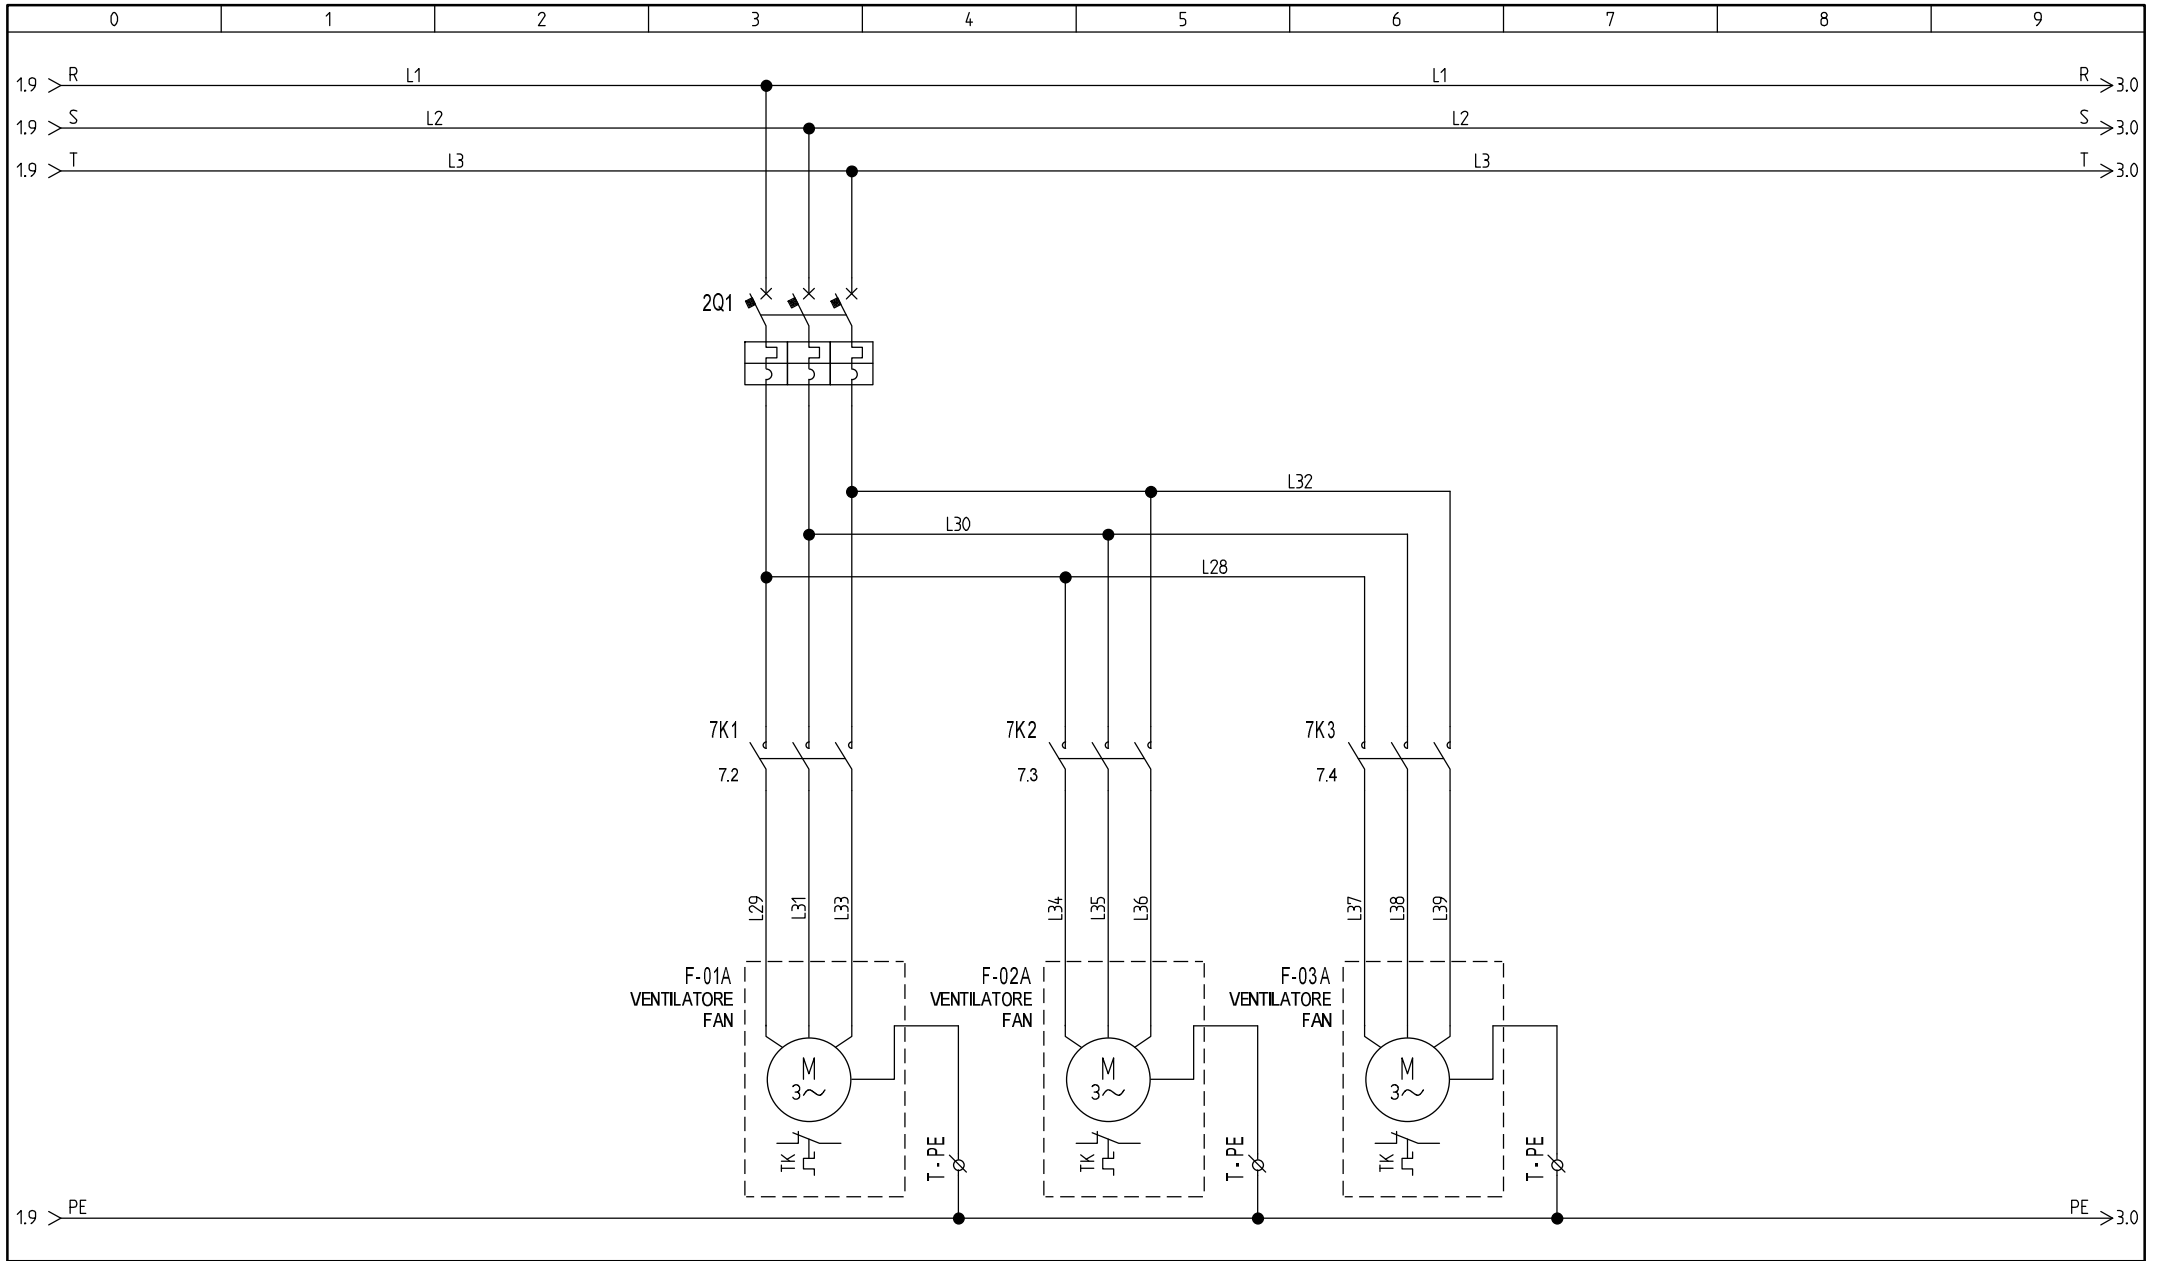 0 1 2 3 4 5 6 7 8 9
1.9 R L1 L1 R 3.0
1.9 S L2 L2 S 3.0
1.9 T L3 L3 T 3.0
2Q1
L32
L30
L28
7K1 7K2 7K3
7.2 7.3 7.4
L29 L31 L33 L34 L35 L36 L37 L38 L39
F-01A
VENTILATORE
FAN
M
3~
TK
T-PE
F-02A
VENTILATORE
FAN
M
3~
TK
T-PE
F-03A
VENTILATORE
FAN
M
3~
TK
T-PE
1.9 PE PE 3.0